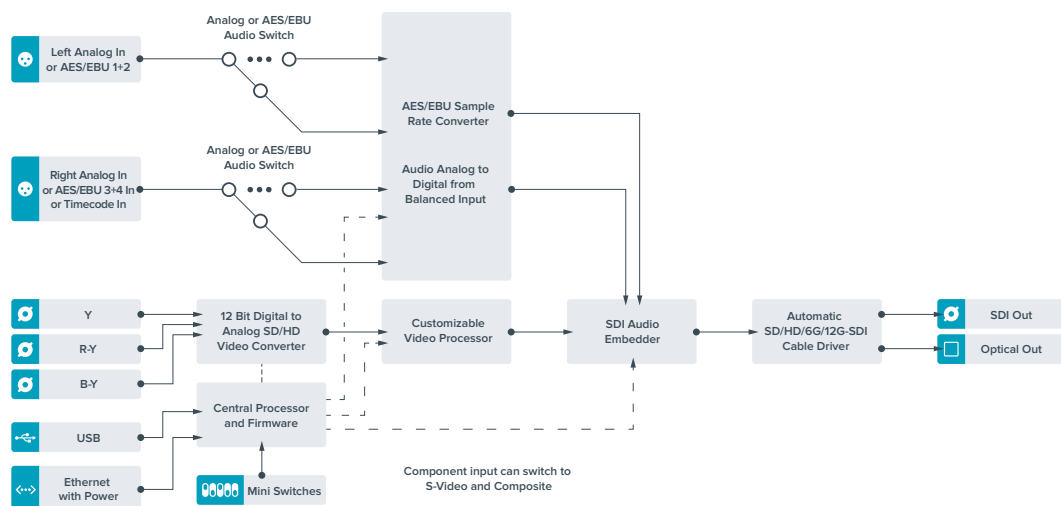 Analog or AES/EBU
Audio Switch
Left Analog In
or AES/EBU 1+2
AES/EBU Sample
Rate Converter
Analog or AES/EBU
Audio Switch
Right Analog In
or AES/EBU 3+4 In
or Timecode In
Audio Analog to
Digital from
Balanced Input
Y
R-Y
B-Y
12 Bit Digital to
Analog SD/HD
Video Converter
Customizable
Video Processor
SDI Audio
Embedder
Automatic
SD/HD/6G/12G-SDI
Cable Driver
SDI Out
Optical Out
Central Processor
and Firmware
USB
Ethernet
with Power
Mini Switches
Component input can switch to
S-Video and Composite